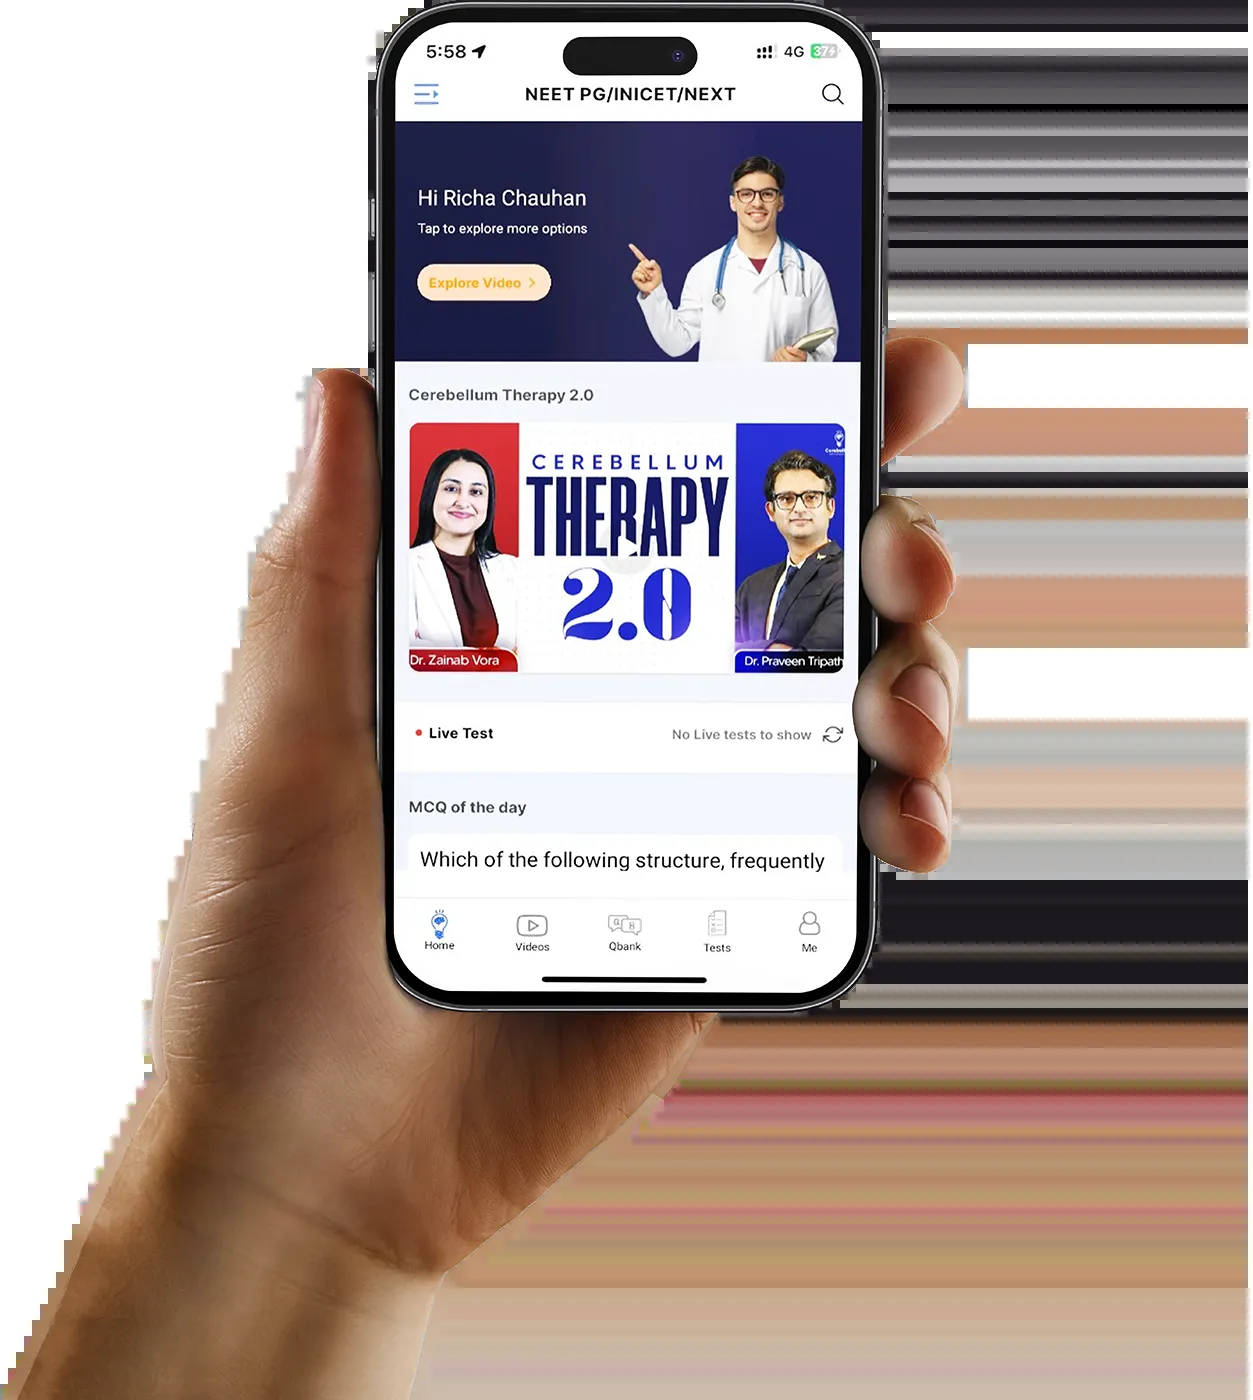 5:58
4G 37
NEET PG/INICET/NEXT
Hi Richa Chauhan
Tap to explore more options
Explore Video
Cerebellum Therapy 2.0
CEREBELLUM
THERAPY
2.0
Dr. Zainab Vora
Dr. Praveen Tripath
Live Test
No Live tests to show
MCQ of the day
Which of the following structure, frequently
Home
Videos
Qbank
Tests
Me